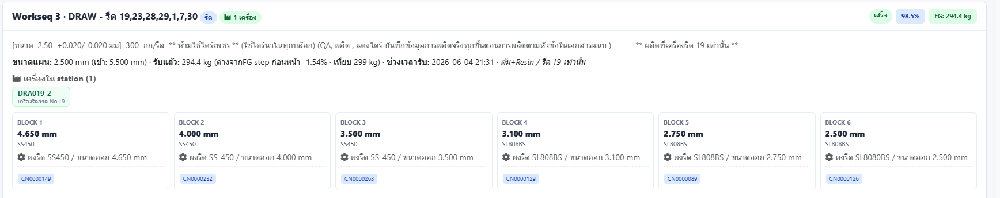 Workseq 3 · DRAW - รีด 19,23,28,29,1,7,30 รีด 1 เครื่อง เสร็จ 98.5% FG: 294.4 kg
[ขนาด 2.50 +0.020/-0.020 มม] 300 กก/รีล ** ห้ามใช้ไดร์เพชร ** (ใช้ไดร์นาโนทุกบล๊อก) (QA, ผลิต , แต่งไดร์ บันทึกข้อมูลการผลิตจริงทุกขั้นตอนการผลิตตามหัวข้อในเอกสารแนบ ) ** ผลิตที่เครื่องรีด 19 เท่านั้น **
ขนาดแผน: 2.500 mm (เข้า: 5.500 mm) · รับแล้ว: 294.4 kg (ต่างจากFG step ก่อนหน้า -1.54% · เทียบ 299 kg) · ช่วงเวลารับ: 2026-06-04 21:31 · ต้ม+Resin / รีด 19 เท่านั้น
เครื่องใน station (1)
DRA019-2
เครื่องรีดลวด No.19
BLOCK 1
4.650 mm
SS450
ผงรีด SS450 / ขนาดออก 4.650 mm
CN0000149
BLOCK 2
4.000 mm
SS450
ผงรีด SS-450 / ขนาดออก 4.000 mm
CN0000232
BLOCK 3
3.500 mm
SS450
ผงรีด SS-450 / ขนาดออก 3.500 mm
CN0000263
BLOCK 4
3.100 mm
SL808BS
ผงรีด SL808BS / ขนาดออก 3.100 mm
CN0000129
BLOCK 5
2.750 mm
SL808BS
ผงรีด SL808BS / ขนาดออก 2.750 mm
CN0000089
BLOCK 6
2.500 mm
SL808BS
ผงรีด SL8080BS / ขนาดออก 2.500 mm
CN0000126